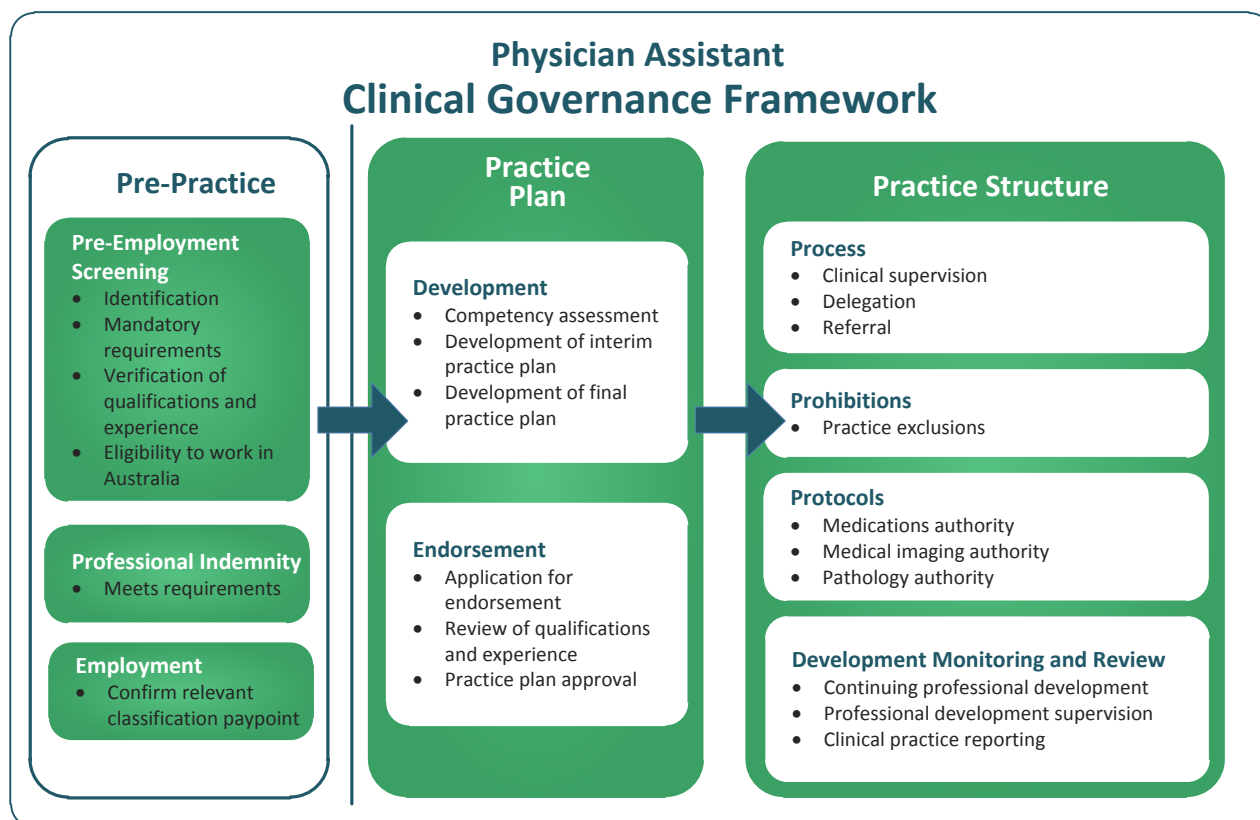 Physician Assistant
Clinical Governance Framework
Pre-Practice
Pre-Employment
Screening
• Identification
• Mandatory
requirements
• Verification of
qualifications and
experience
• Eligibility to work in
Australia
Professional Indemnity
• Meets requirements
Employment
• Confirm relevant
classification paypoint
Practice
Plan
Development
• Competency assessment
• Development of interim
practice plan
• Development of final
practice plan
Endorsement
• Application for
endorsement
• Review of qualifications
and experience
• Practice plan approval
Practice Structure
Process
• Clinical supervision
• Delegation
• Referral
Prohibitions
• Practice exclusions
Protocols
• Medications authority
• Medical imaging authority
• Pathology authority
Development Monitoring and Review
• Continuing professional development
• Professional development supervision
• Clinical practice reporting